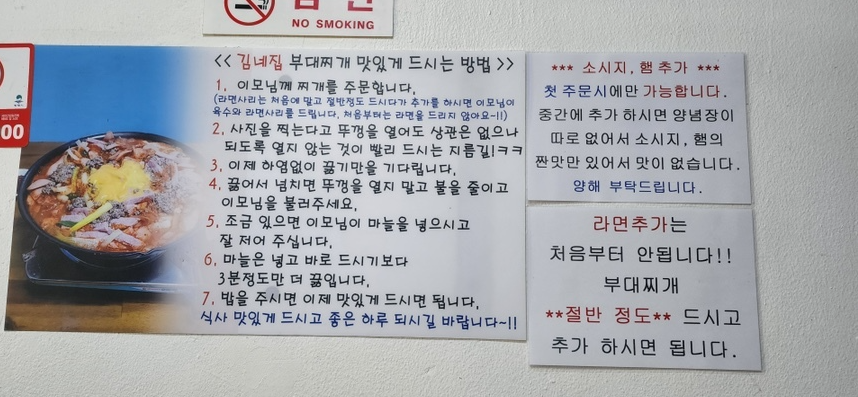 금연
NO SMOKING
00
<< 김네집 부대찌개 맛있게 드시는 방법 >>
1. 이모님께 찌개를 주문합니다.
(라면사리는 처음에 말고 절반정도 드시다가 추가를 하시면 이모님이
육수와 라면사리를 드립니다. 처음부터는 라면을 드리지 않아요~!!)
2. 사진을 찍는다고 뚜껑을 열어도 상관은 없으나
되도록 열지 않는 것이 빨리 드시는 지름길!ㅋㅋ
3. 이제 하염없이 끓기만을 기다립니다.
4. 끓어서 넘치면 뚜껑을 열지 말고 불을 줄이고
이모님을 불러주세요.
5. 조금 있으면 이모님이 마늘을 넣으시고
잘 저어 주십니다.
6. 마늘은 넣고 바로 드시기보다
3분정도만 더 끓입니다.
7. 밥을 주시면 이제 맛있게 드시면 됩니다.
식사 맛있게 드시고 좋은 하루 되시길 바랍니다~!!
*** 소시지, 햄 추가 ***
첫 주문시에만 가능합니다.
중간에 추가 하시면 양념장이
따로 없어서 소시지, 햄의
짠맛만 있어서 맛이 없습니다.
양해 부탁드립니다.
라면추가는
처음부터 안됩니다!!
부대찌개
**절반 정도** 드시고
추가 하시면 됩니다.